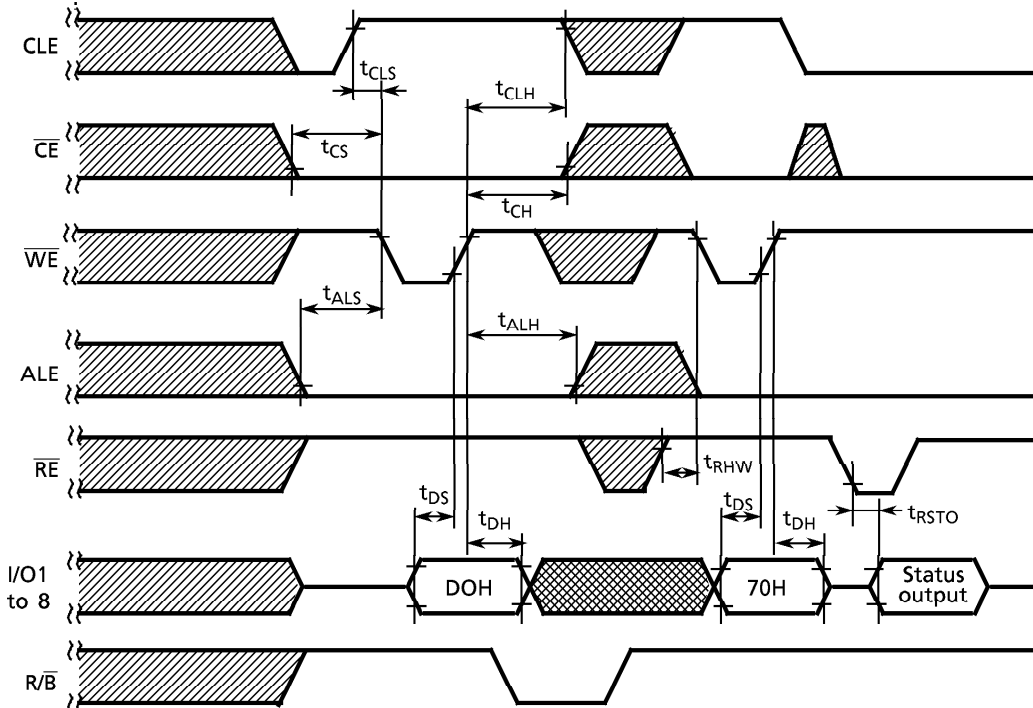 CLE
tCLS
tCLH
CE
tCS
tCH
WE
tALS
tALH
ALE
RE
tRHW
tDS
tDH
tDS
tDH
tRSTO
I/O1
to 8
DOH
70H
Status
output
R/B